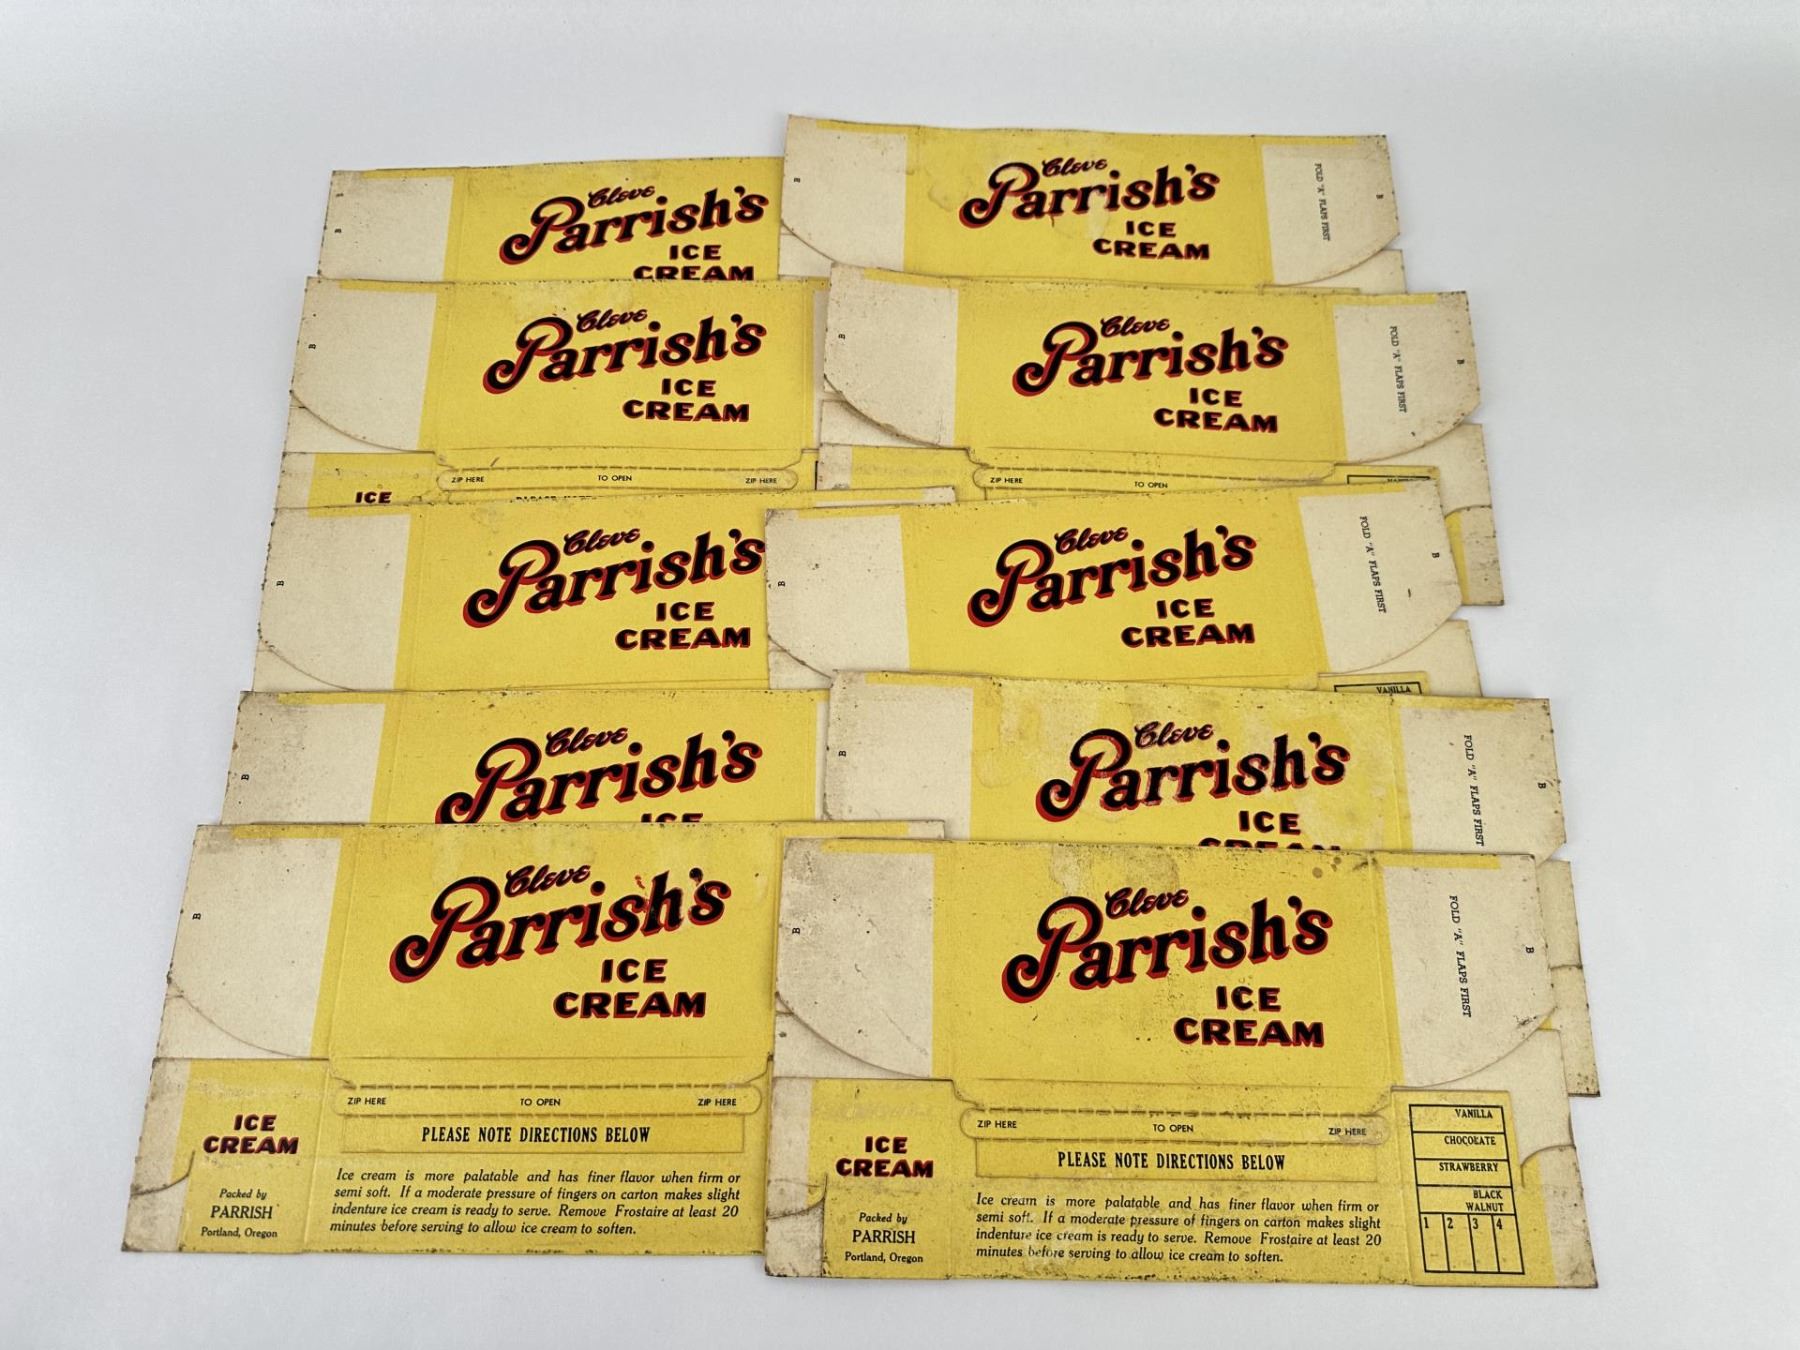 B
B
Cleve
Parrish's
ICE
CREAM
B
Cleve
Parrish's
ICE
CREAM
FOLD "A" FLAPS FIRST
B
B
Cleve
Parrish's
ICE
CREAM
ZIP HERE TO OPEN ZIP HERE
ICE
B
Cleve
Parrish's
ICE
CREAM
FOLD "A" FLAPS FIRST
B
ZIP HERE TO OPEN
B
Cleve
Parrish's
ICE
CREAM
B
Cleve
Parrish's
ICE
CREAM
FOLD "A" FLAPS FIRST
B
VANILLA
B
Cleve
Parrish's
ICE
B
Cleve
Parrish's
ICE
CREAM
FOLD "A" FLAPS FIRST
B
B
Cleve
Parrish's
ICE
CREAM
ZIP HERE TO OPEN ZIP HERE
PLEASE NOTE DIRECTIONS BELOW
Ice cream is more palatable and has finer flavor when firm or
semi soft. If a moderate pressure of fingers on carton makes slight
indenture ice cream is ready to serve. Remove Frostaire at least 20
minutes before serving to allow ice cream to soften.
ICE
CREAM
Packed by
PARRISH
Portland, Oregon
B
Cleve
Parrish's
ICE
CREAM
FOLD "A" FLAPS FIRST
B
ZIP HERE TO OPEN ZIP HERE
PLEASE NOTE DIRECTIONS BELOW
Ice cream is more palatable and has finer flavor when firm or
semi soft. If a moderate pressure of fingers on carton makes slight
indenture ice cream is ready to serve. Remove Frostaire at least 20
minutes before serving to allow ice cream to soften.
ICE
CREAM
Packed by
PARRISH
Portland, Oregon
VANILLA
CHOCOLATE
STRAWBERRY
BLACK
WALNUT
1 2 3 4